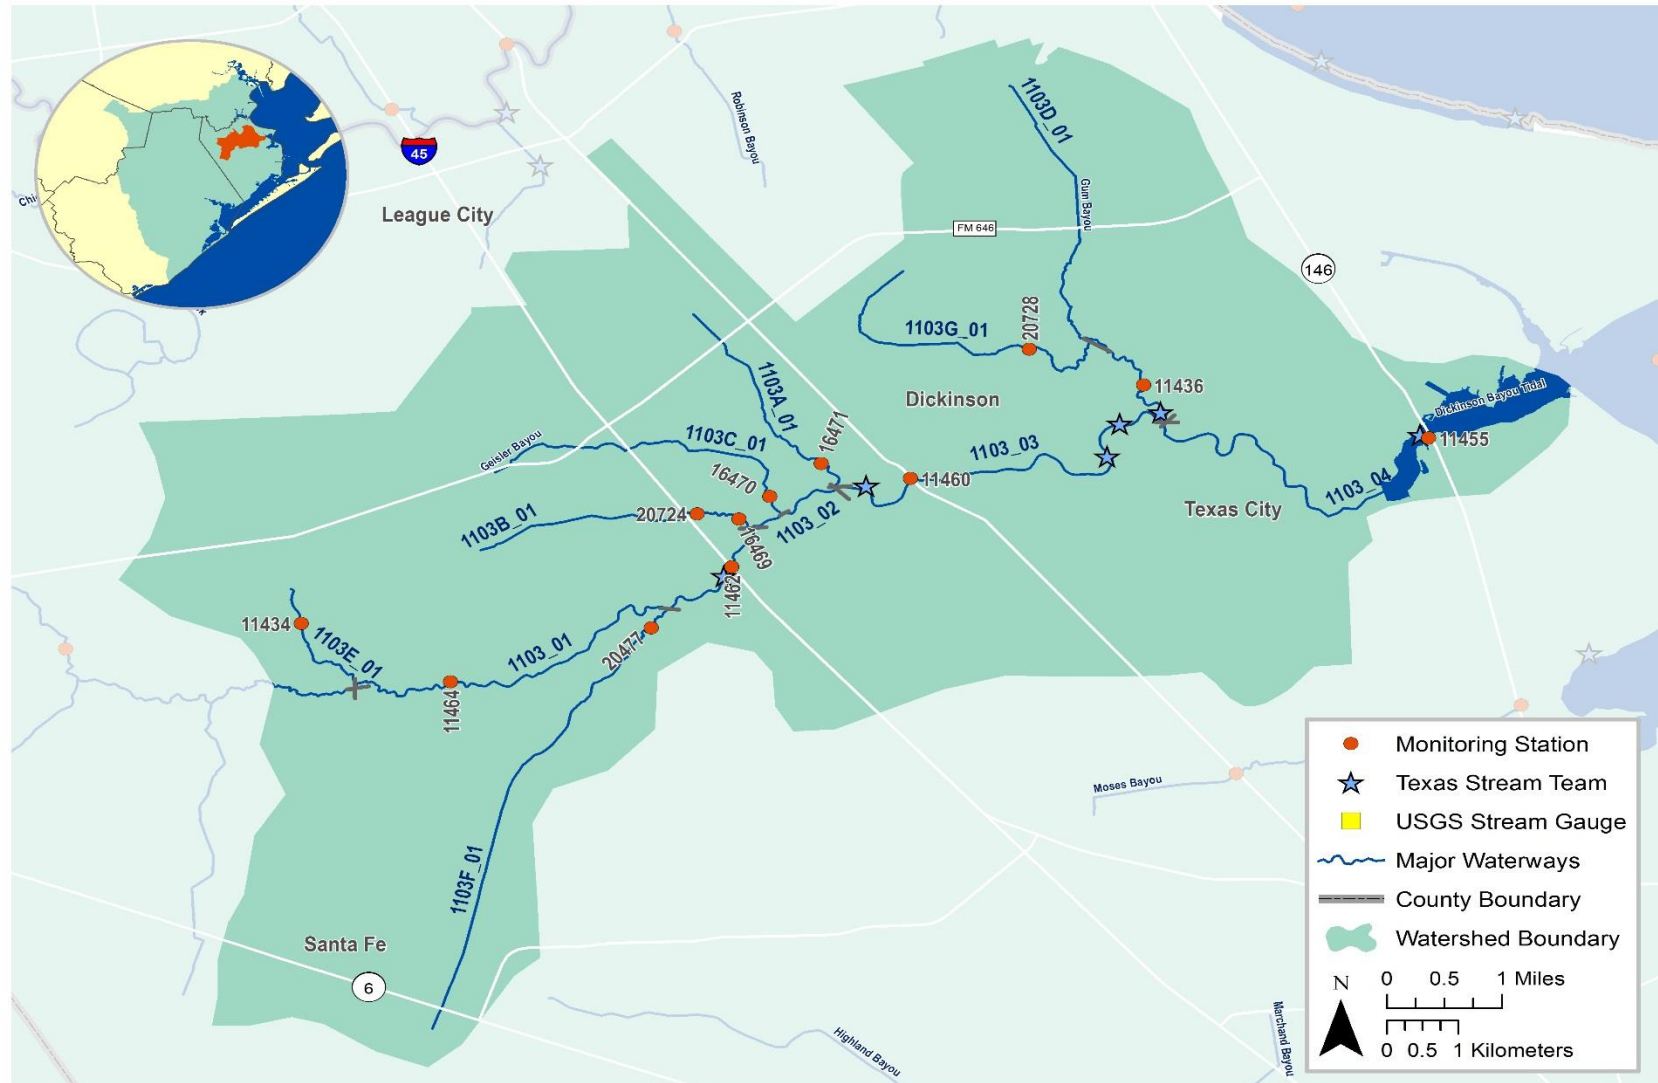 1103D_01
Robinson Bayou
45
Chi
League City
Gum Bayou
FM 646
146
20728
1103G_01
11436
Dickinson
Dickinson Bayou Tidal
1103A_01
16471
1103C_01
Geisler Bayou
11455
1103_03
16470
11460
1103_04
Texas City
1103B_01
20724
1103_02
16469
11462
11434
1103E_01
1103_01
20477
11464
Moses Bayou
1103F_01
Santa Fe
6
Highland Bayou
Marchand Bayou
Monitoring Station
Texas Stream Team
USGS Stream Gauge
Major Waterways
County Boundary
Watershed Boundary
N
0 0.5 1 Miles
0 0.5 1 Kilometers